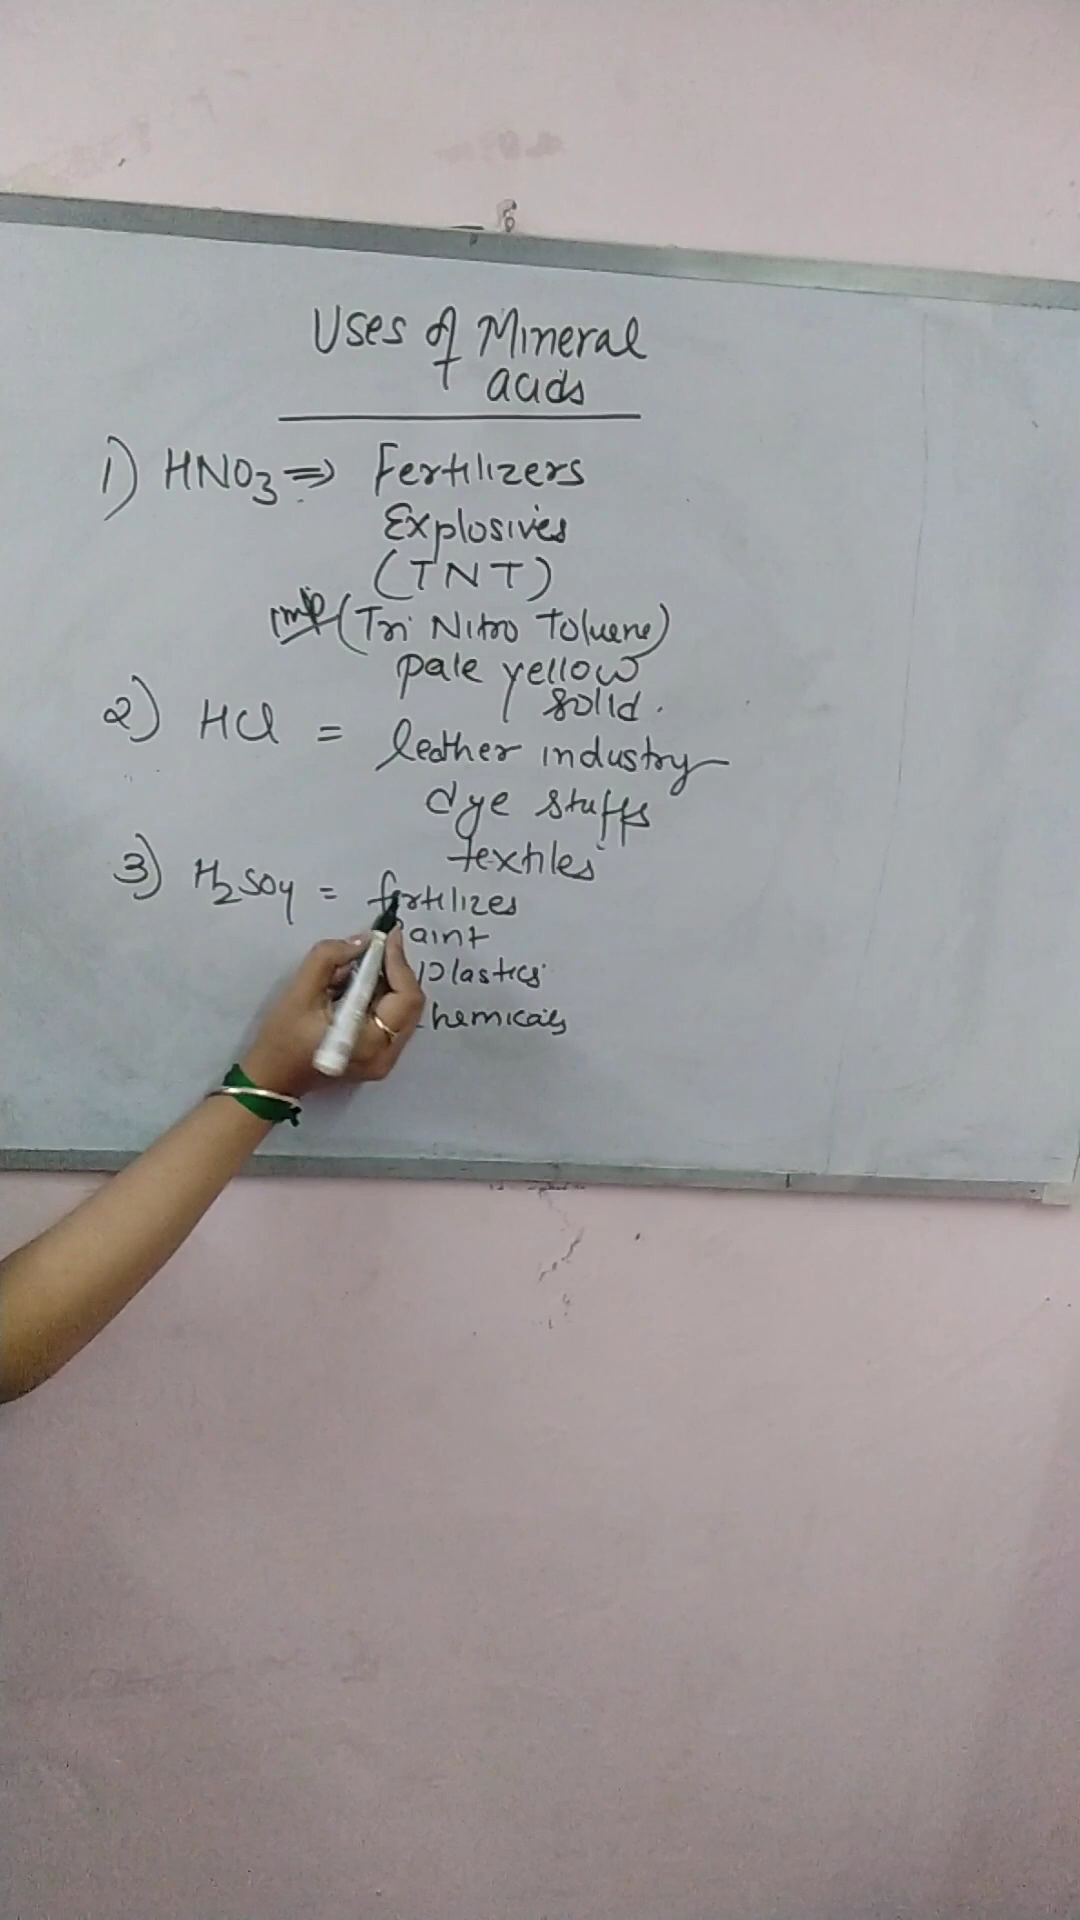 Uses of Mineral
acids
1) HNO3 ⇒ Fertilizers
Explosives
(TNT)
imp (Tri Nitro Toluene)
pale yellow
solid.
2) HCl = leather industry
dye stuffs
textiles
3) H2SO4 = fertilizes
aint
plastics
hemicals